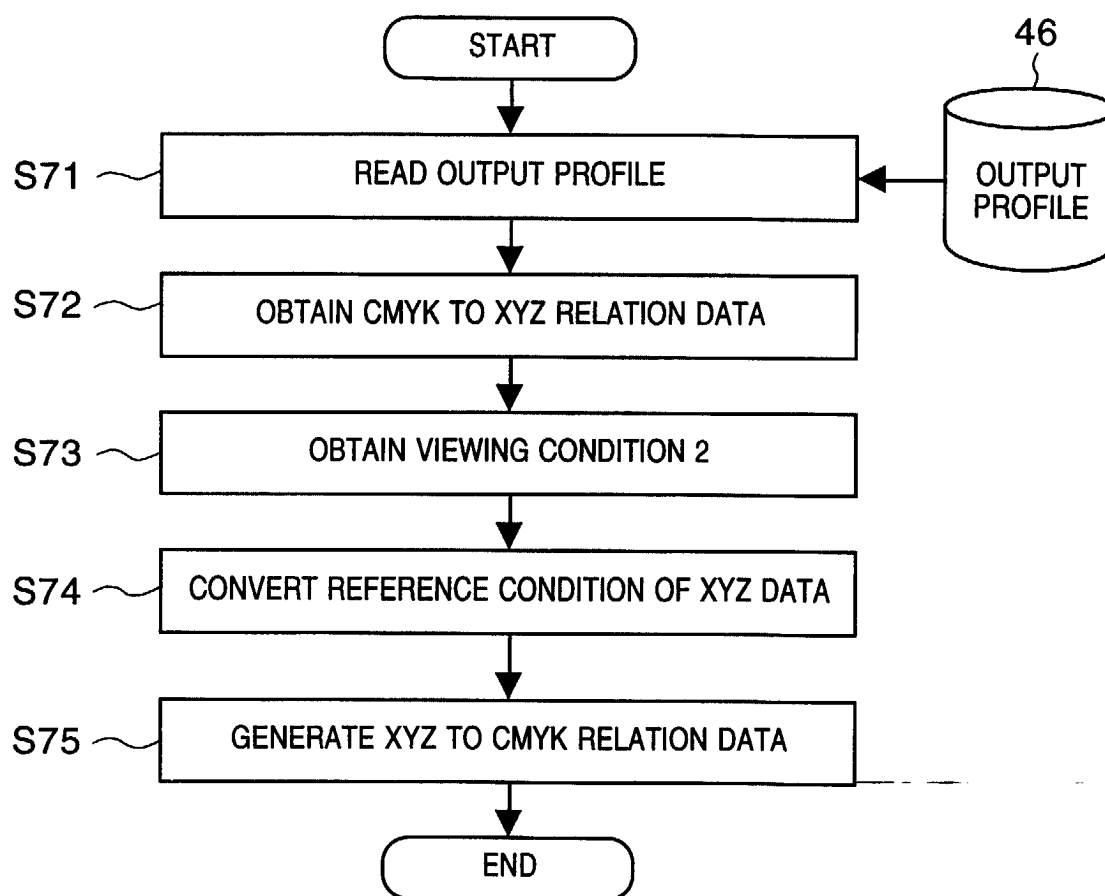 START
46
S71
READ OUTPUT PROFILE
OUTPUT
PROFILE
S72
OBTAIN CMYK TO XYZ RELATION DATA
S73
OBTAIN VIEWING CONDITION 2
S74
CONVERT REFERENCE CONDITION OF XYZ DATA
S75
GENERATE XYZ TO CMYK RELATION DATA
END